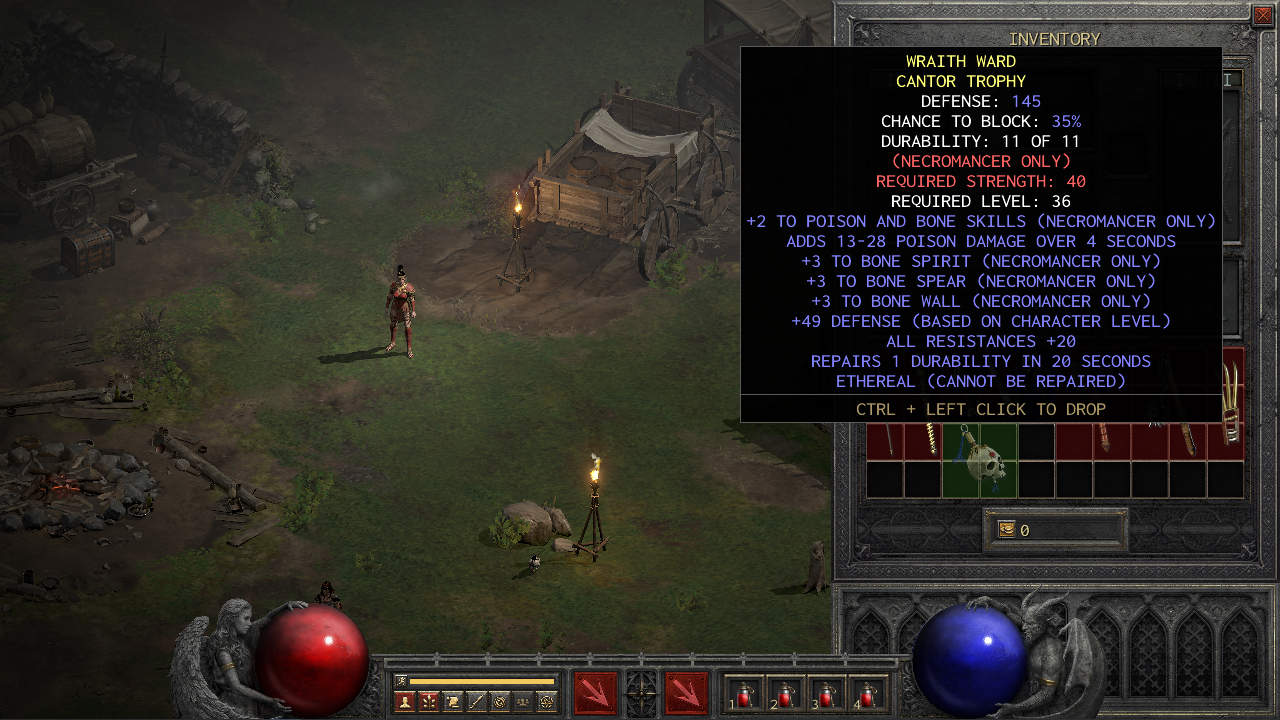 INVENTORY
WRAITH WARD
CANTOR TROPHY
DEFENSE: 145
CHANCE TO BLOCK: 35%
DURABILITY: 11 OF 11
(NECROMANCER ONLY)
REQUIRED STRENGTH: 40
REQUIRED LEVEL: 36
+2 TO POISON AND BONE SKILLS (NECROMANCER ONLY)
ADDS 13-28 POISON DAMAGE OVER 4 SECONDS
+3 TO BONE SPIRIT (NECROMANCER ONLY)
+3 TO BONE SPEAR (NECROMANCER ONLY)
+3 TO BONE WALL (NECROMANCER ONLY)
+49 DEFENSE (BASED ON CHARACTER LEVEL)
ALL RESISTANCES +20
REPAIRS 1 DURABILITY IN 20 SECONDS
ETHEREAL (CANNOT BE REPAIRED)
CTRL + LEFT CLICK TO DROP
0
1 2 3 4